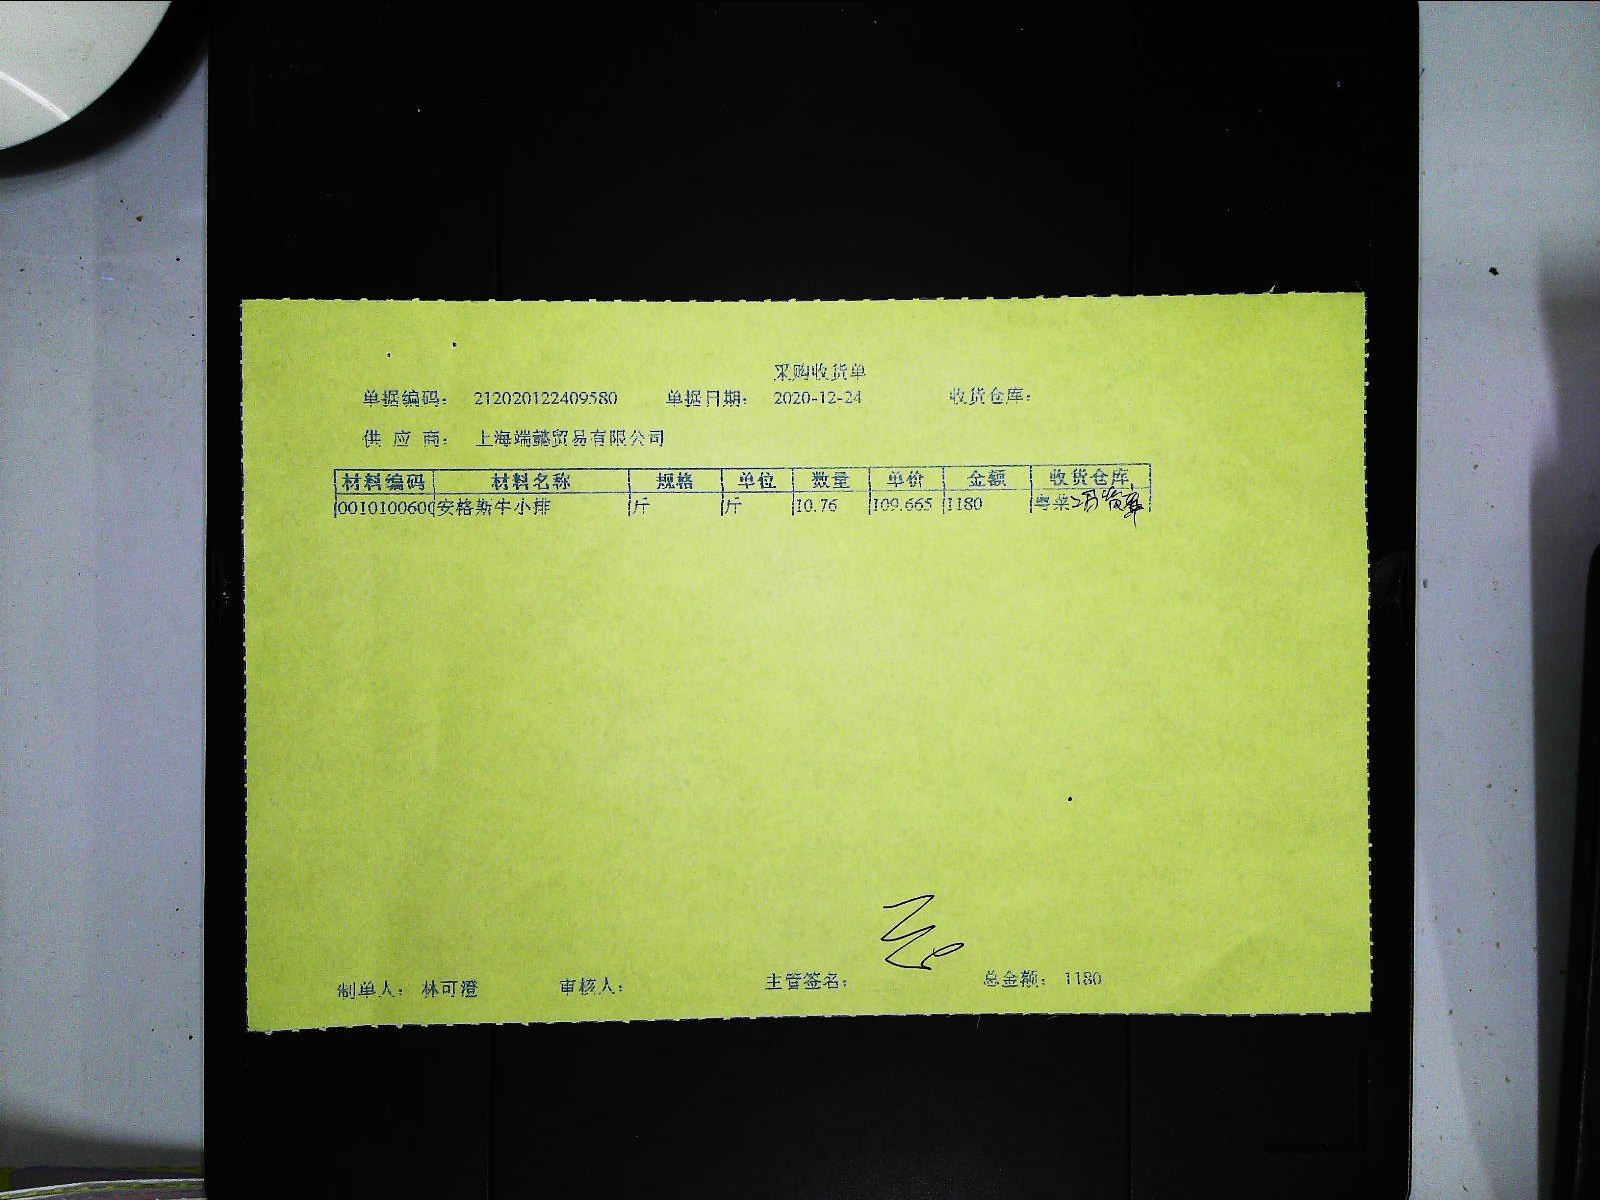 采购收货单
单据编码： 212020122409580 单据日期： 2020-12-24 收货仓库：
供 应 商： 上海端懿贸易有限公司
材料编码 材料名称 规格 单位 数量 单价 金额 收货仓库
0010100600 安格斯牛小排 斤 斤 10.76 109.665 1180 粤菜
制单人： 林可澄 审核人： 主管签名： 总金额： 1180